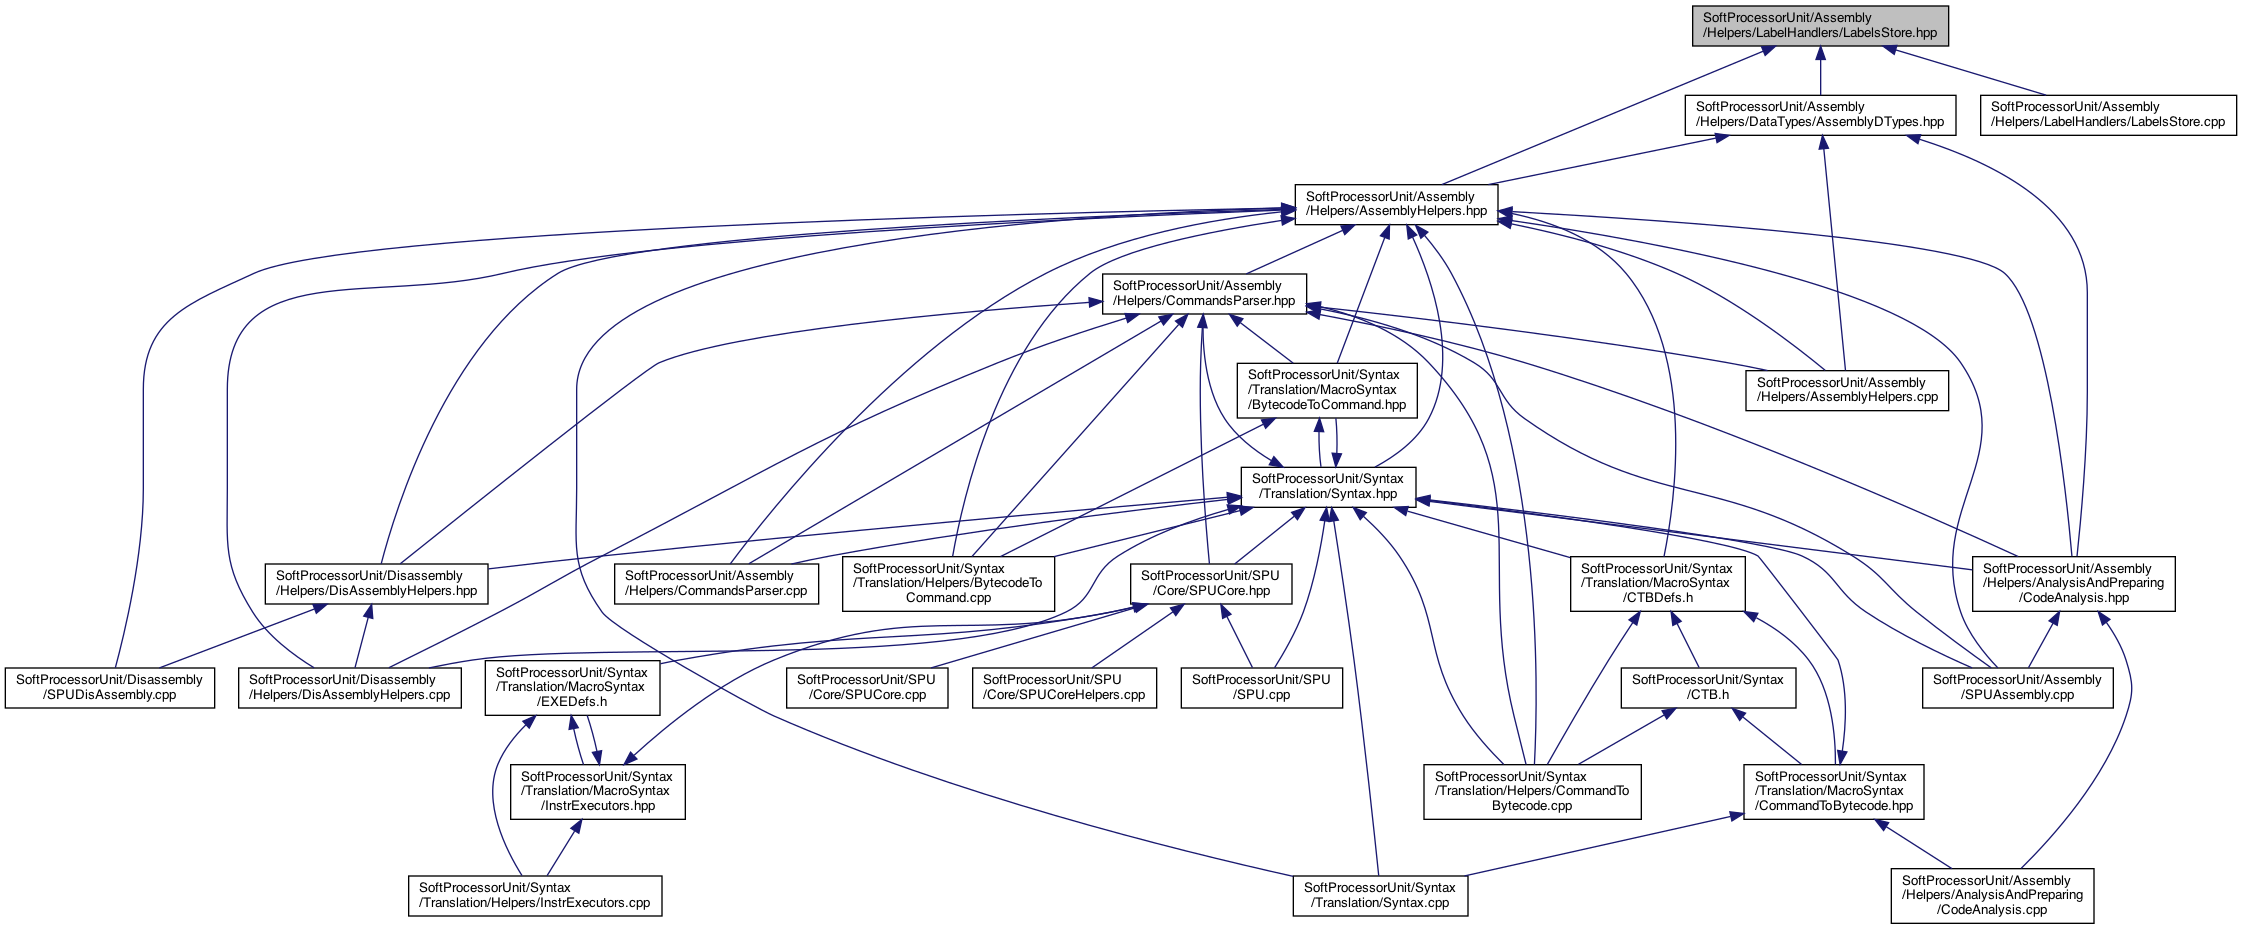 SoftProcessorUnit/Assembly
/Helpers/LabelHandlers/LabelsStore.hpp
SoftProcessorUnit/Assembly
/Helpers/DataTypes/AssemblyDTypes.hpp
SoftProcessorUnit/Assembly
/Helpers/LabelHandlers/LabelsStore.cpp
SoftProcessorUnit/Assembly
/Helpers/AssemblyHelpers.hpp
SoftProcessorUnit/Assembly
/Helpers/CommandsParser.hpp
SoftProcessorUnit/Syntax
/Translation/MacroSyntax
/BytecodeToCommand.hpp
SoftProcessorUnit/Assembly
/Helpers/AssemblyHelpers.cpp
SoftProcessorUnit/Syntax
/Translation/Syntax.hpp
SoftProcessorUnit/Disassembly
/Helpers/DisAssemblyHelpers.hpp
SoftProcessorUnit/Assembly
/Helpers/CommandsParser.cpp
SoftProcessorUnit/Syntax
/Translation/Helpers/BytecodeTo
Command.cpp
SoftProcessorUnit/SPU
/Core/SPUCore.hpp
SoftProcessorUnit/Syntax
/Translation/MacroSyntax
/CTBDefs.h
SoftProcessorUnit/Assembly
/Helpers/AnalysisAndPreparing
/CodeAnalysis.hpp
SoftProcessorUnit/Disassembly
/SPUDisAssembly.cpp
SoftProcessorUnit/Disassembly
/Helpers/DisAssemblyHelpers.cpp
SoftProcessorUnit/Syntax
/Translation/MacroSyntax
/EXEDefs.h
SoftProcessorUnit/SPU
/Core/SPUCore.cpp
SoftProcessorUnit/SPU
/Core/SPUCoreHelpers.cpp
SoftProcessorUnit/SPU
/SPU.cpp
SoftProcessorUnit/Syntax
/CTB.h
SoftProcessorUnit/Assembly
/SPUAssembly.cpp
SoftProcessorUnit/Syntax
/Translation/MacroSyntax
/InstrExecutors.hpp
SoftProcessorUnit/Syntax
/Translation/Helpers/CommandTo
Bytecode.cpp
SoftProcessorUnit/Syntax
/Translation/MacroSyntax
/CommandToBytecode.hpp
SoftProcessorUnit/Syntax
/Translation/Helpers/InstrExecutors.cpp
SoftProcessorUnit/Syntax
/Translation/Syntax.cpp
SoftProcessorUnit/Assembly
/Helpers/AnalysisAndPreparing
/CodeAnalysis.cpp